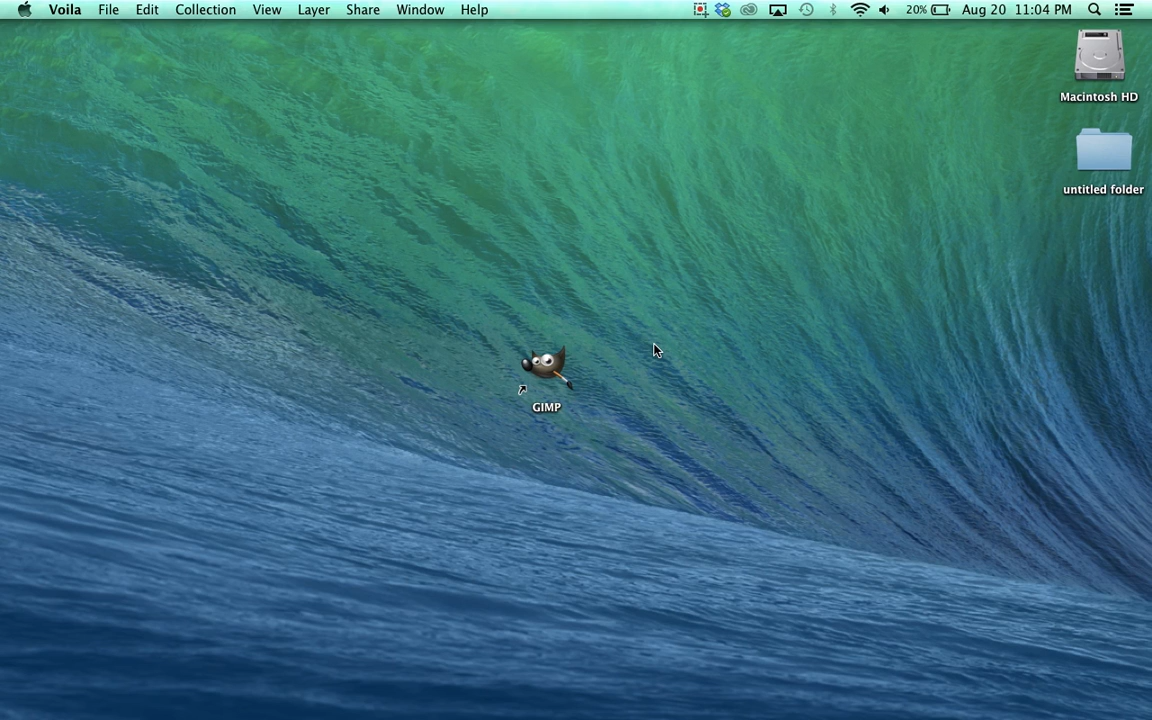 Voila File Edit Collection View Layer Share Window Help 20% Aug 20 11:04 PM
Macintosh HD
untitled folder
GIMP